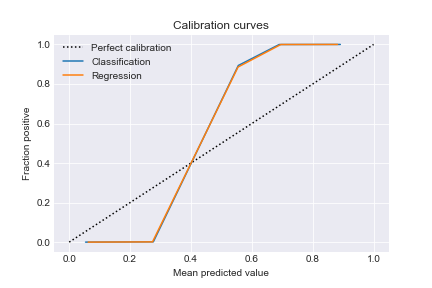 Calibration curves
Perfect calibration
Classification
Regression
Fraction positive
1.0
0.8
0.6
0.4
0.2
0.0
0.0 0.2 0.4 0.6 0.8 1.0
Mean predicted value